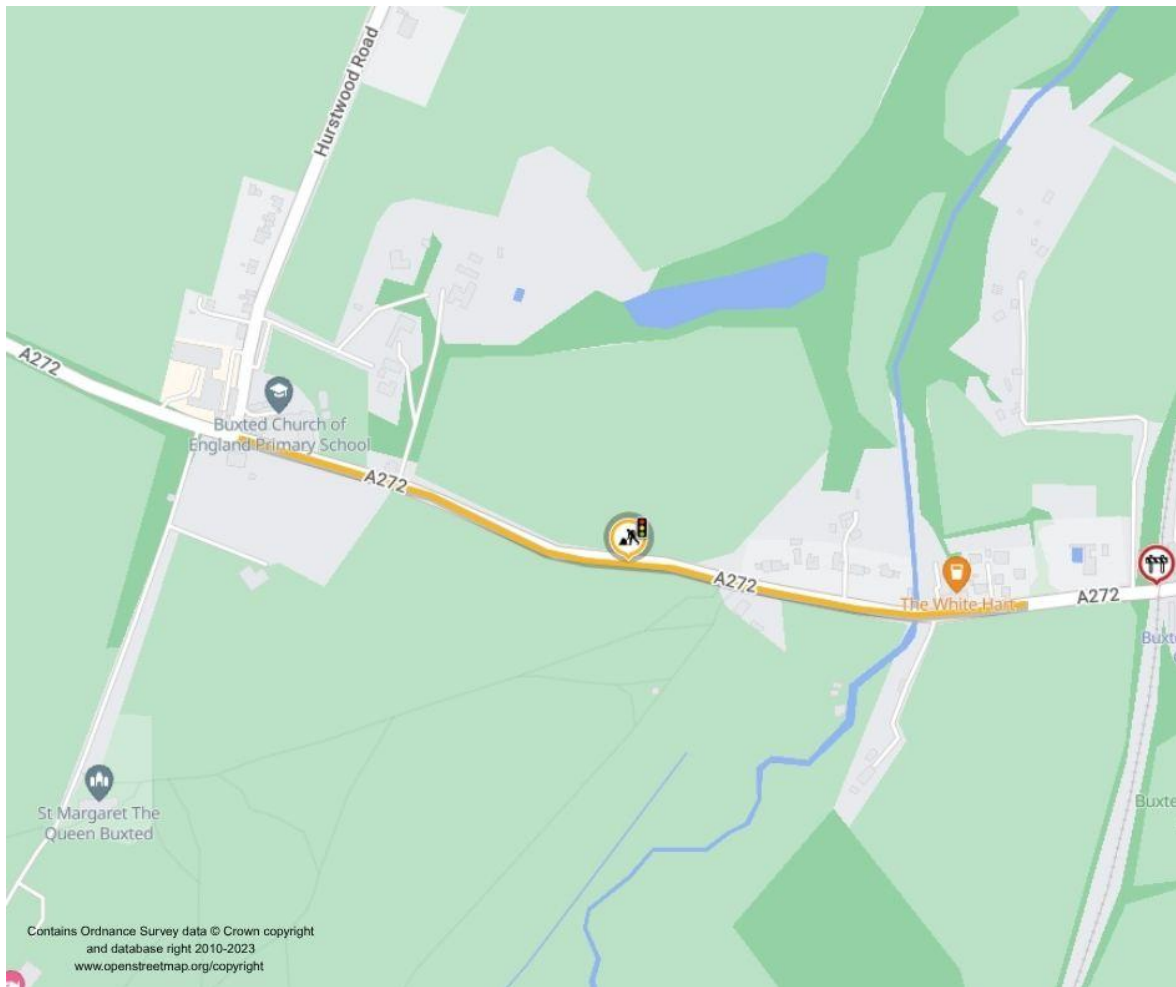 Hurstwood Road
A272
Buxted Church of
England Primary School
A272
A272
The White Hart
A272
St Margaret The
Queen Buxted
Contains Ordnance Survey data © Crown copyright
and database right 2010-2023
www.openstreetmap.org/copyright